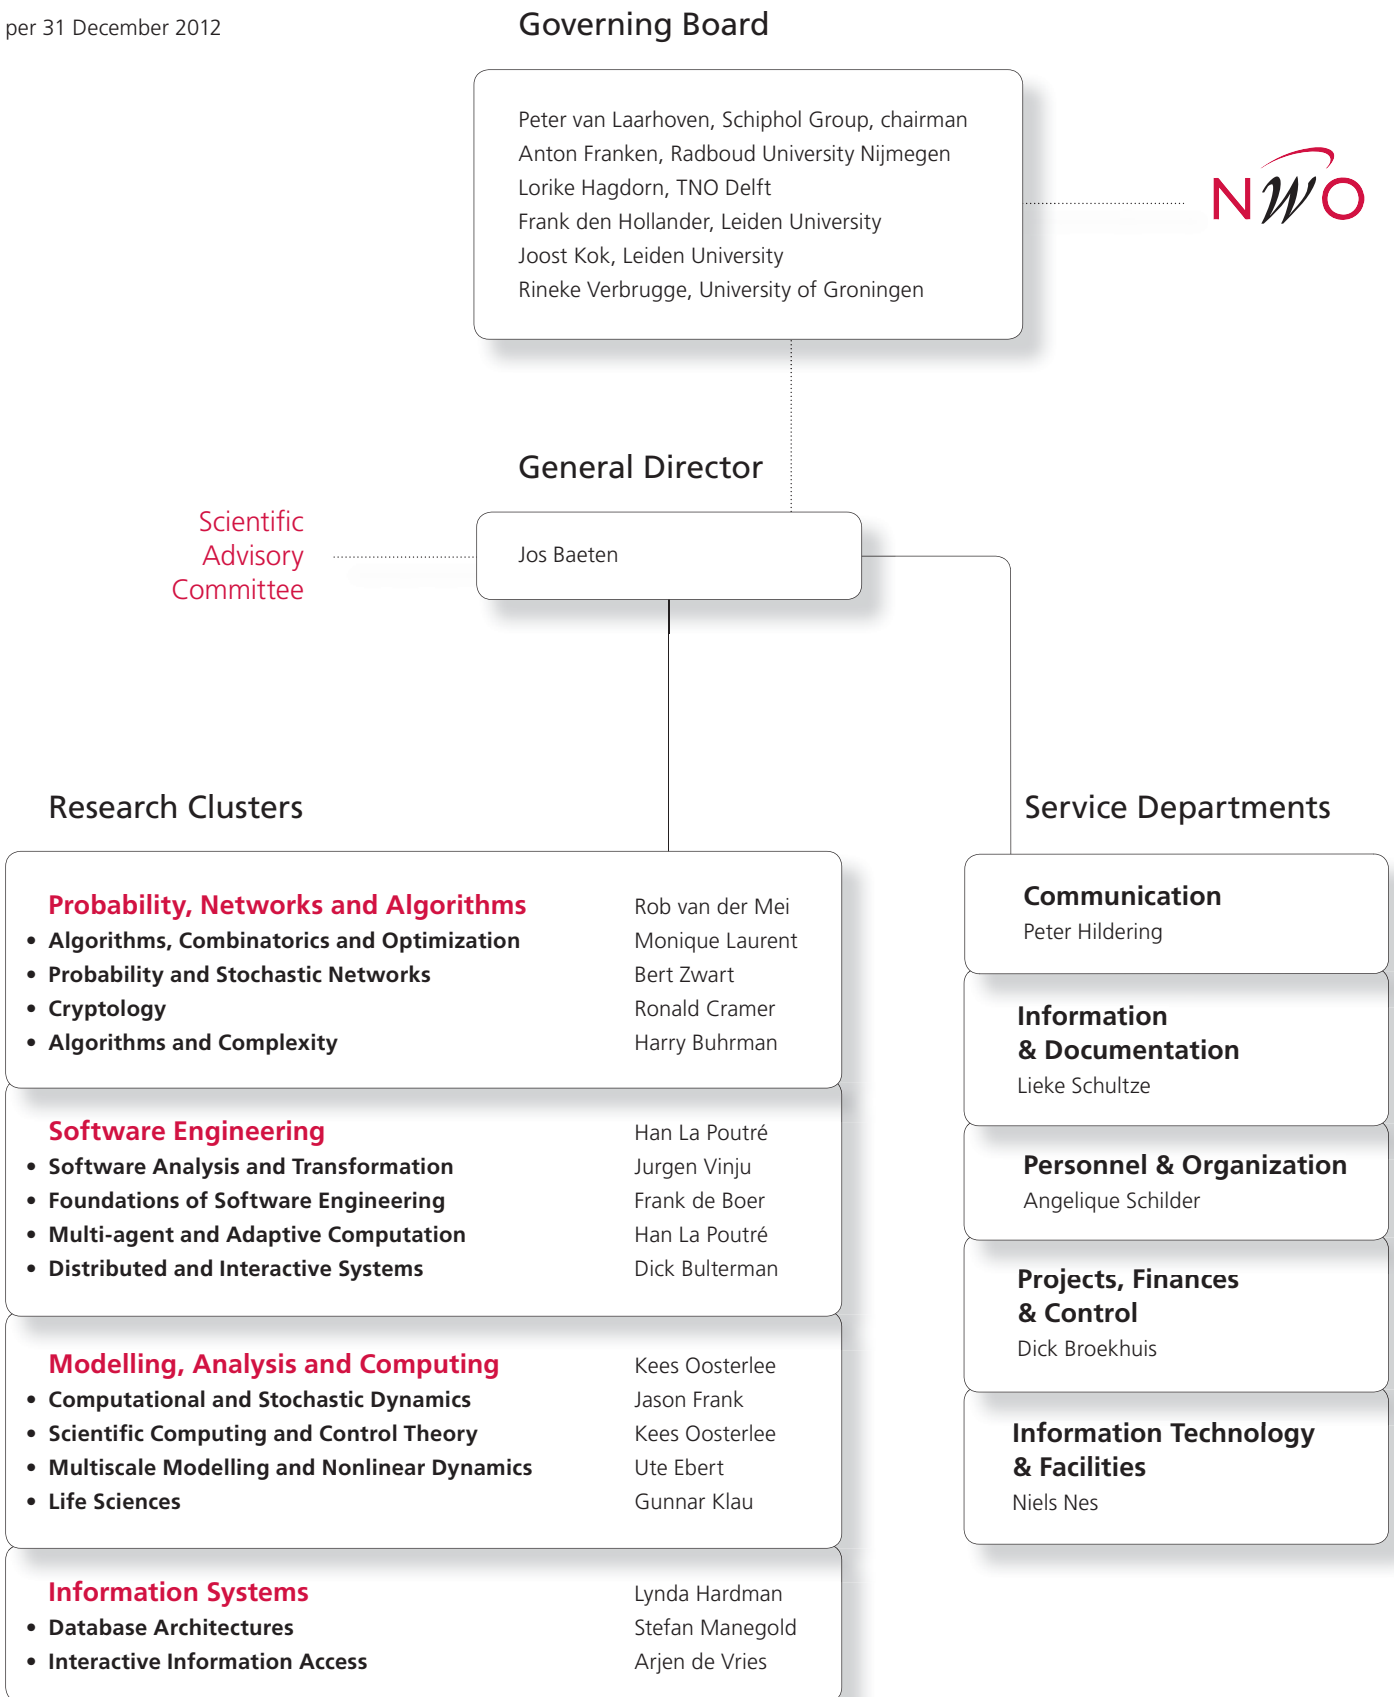 per 31 December 2012
Governing Board
Peter van Laarhoven, Schiphol Group, chairman
Anton Franken, Radboud University Nijmegen
Lorike Hagdorn, TNO Delft
Frank den Hollander, Leiden University
Joost Kok, Leiden University
Rineke Verbrugge, University of Groningen
NWO
General Director
Jos Baeten
Scientific
Advisory
Committee
Research Clusters
Probability, Networks and Algorithms Rob van der Mei
• Algorithms, Combinatorics and Optimization Monique Laurent
• Probability and Stochastic Networks Bert Zwart
• Cryptology Ronald Cramer
• Algorithms and Complexity Harry Buhrman
Software Engineering Han La Poutré
• Software Analysis and Transformation Jurgen Vinju
• Foundations of Software Engineering Frank de Boer
• Multi-agent and Adaptive Computation Han La Poutré
• Distributed and Interactive Systems Dick Bulterman
Modelling, Analysis and Computing Kees Oosterlee
• Computational and Stochastic Dynamics Jason Frank
• Scientific Computing and Control Theory Kees Oosterlee
• Multiscale Modelling and Nonlinear Dynamics Ute Ebert
• Life Sciences Gunnar Klau
Information Systems Lynda Hardman
• Database Architectures Stefan Manegold
• Interactive Information Access Arjen de Vries
Service Departments
Communication
Peter Hildering
Information
& Documentation
Lieke Schultze
Personnel & Organization
Angelique Schilder
Projects, Finances
& Control
Dick Broekhuis
Information Technology
& Facilities
Niels Nes